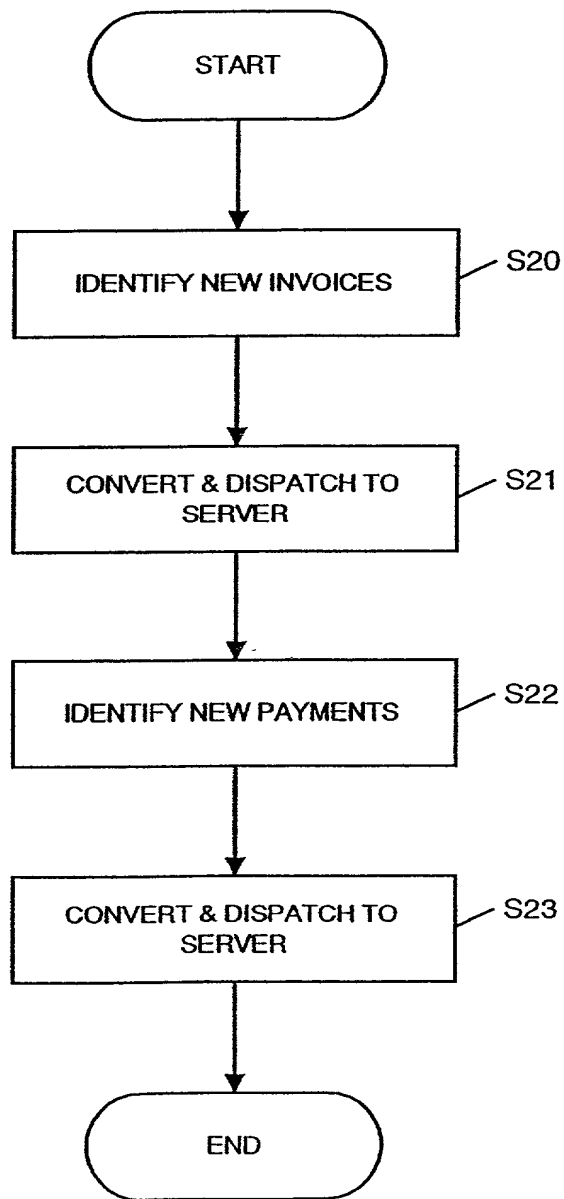 START
IDENTIFY NEW INVOICES
S20
CONVERT & DISPATCH TO
SERVER
S21
IDENTIFY NEW PAYMENTS
S22
CONVERT & DISPATCH TO
SERVER
S23
END